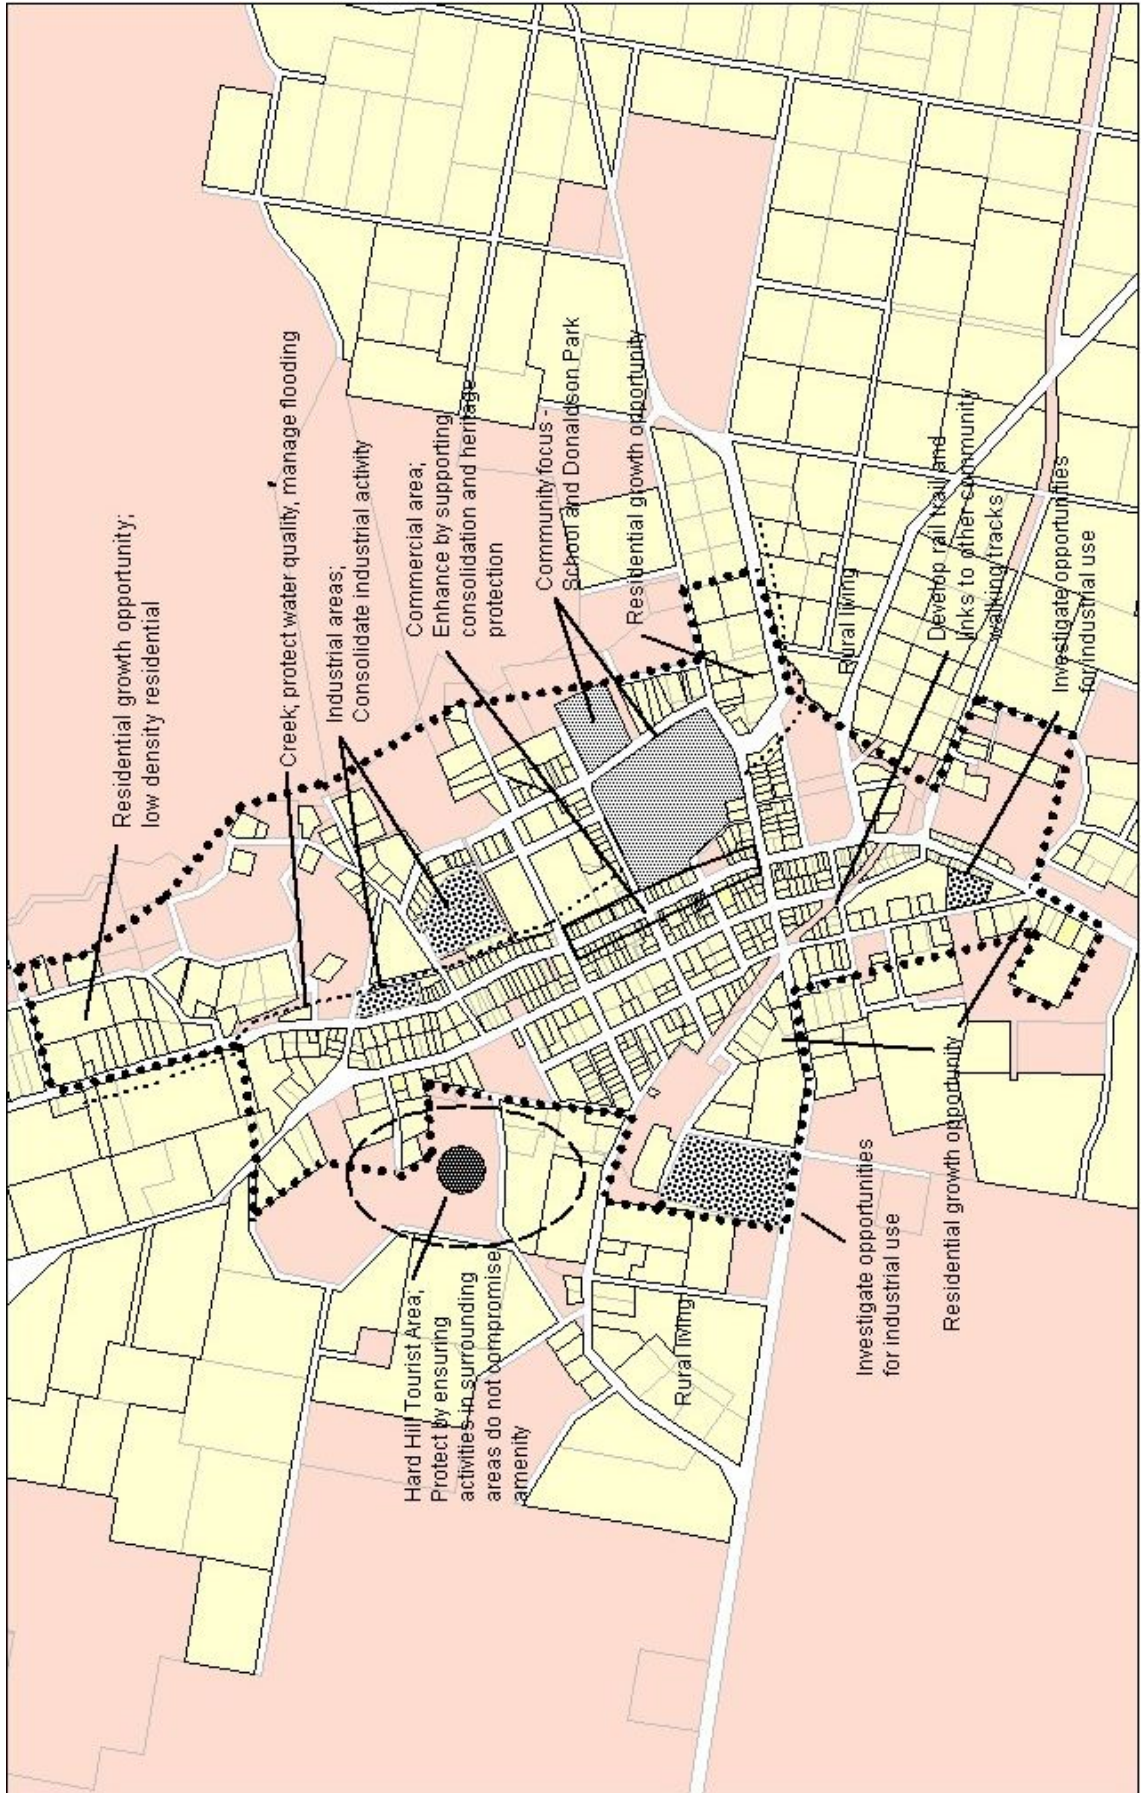 Residential growth opportunity;
low density residential
Creek; protect water quality, manage flooding
Industrial areas;
Consolidate industrial activity
Commercial area;
Enhance by supporting
consolidation and heritage
protection
Community focus -
School and Donaldson Park
Residential growth opportunity
Rural living
Develop rail trail and
links to other community
walking tracks
Investigate opportunities
for industrial use
Hard Hill Tourist Area;
Protect by ensuring
activities in surrounding
areas do not compromise
amenity
Rural living
Investigate opportunities
for industrial use
Residential growth opportunity